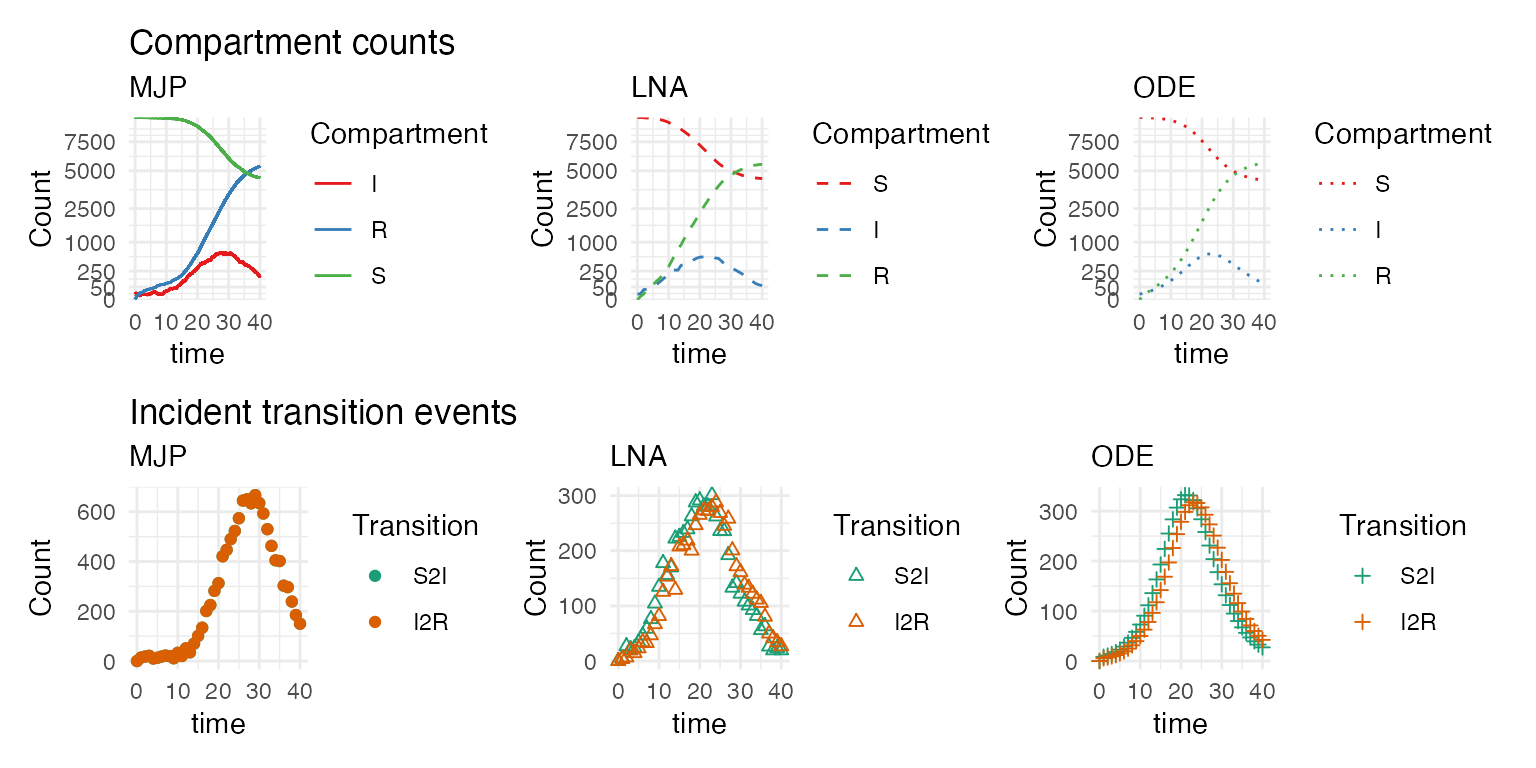 Compartment counts
MJP
7500
5000
2500
1000
250
50
0
Count
0 10 20 30 40
time
Compartment
I
R
S
LNA
7500
5000
2500
1000
250
50
0
Count
0 10 20 30 40
time
Compartment
S
I
R
ODE
7500
5000
2500
1000
250
50
0
Count
0 10 20 30 40
time
Compartment
S
I
R
Incident transition events
MJP
600
400
200
0
Count
0 10 20 30 40
time
Transition
S2I
I2R
LNA
300
200
100
0
Count
0 10 20 30 40
time
Transition
S2I
I2R
ODE
300
200
100
0
Count
0 10 20 30 40
time
Transition
S2I
I2R